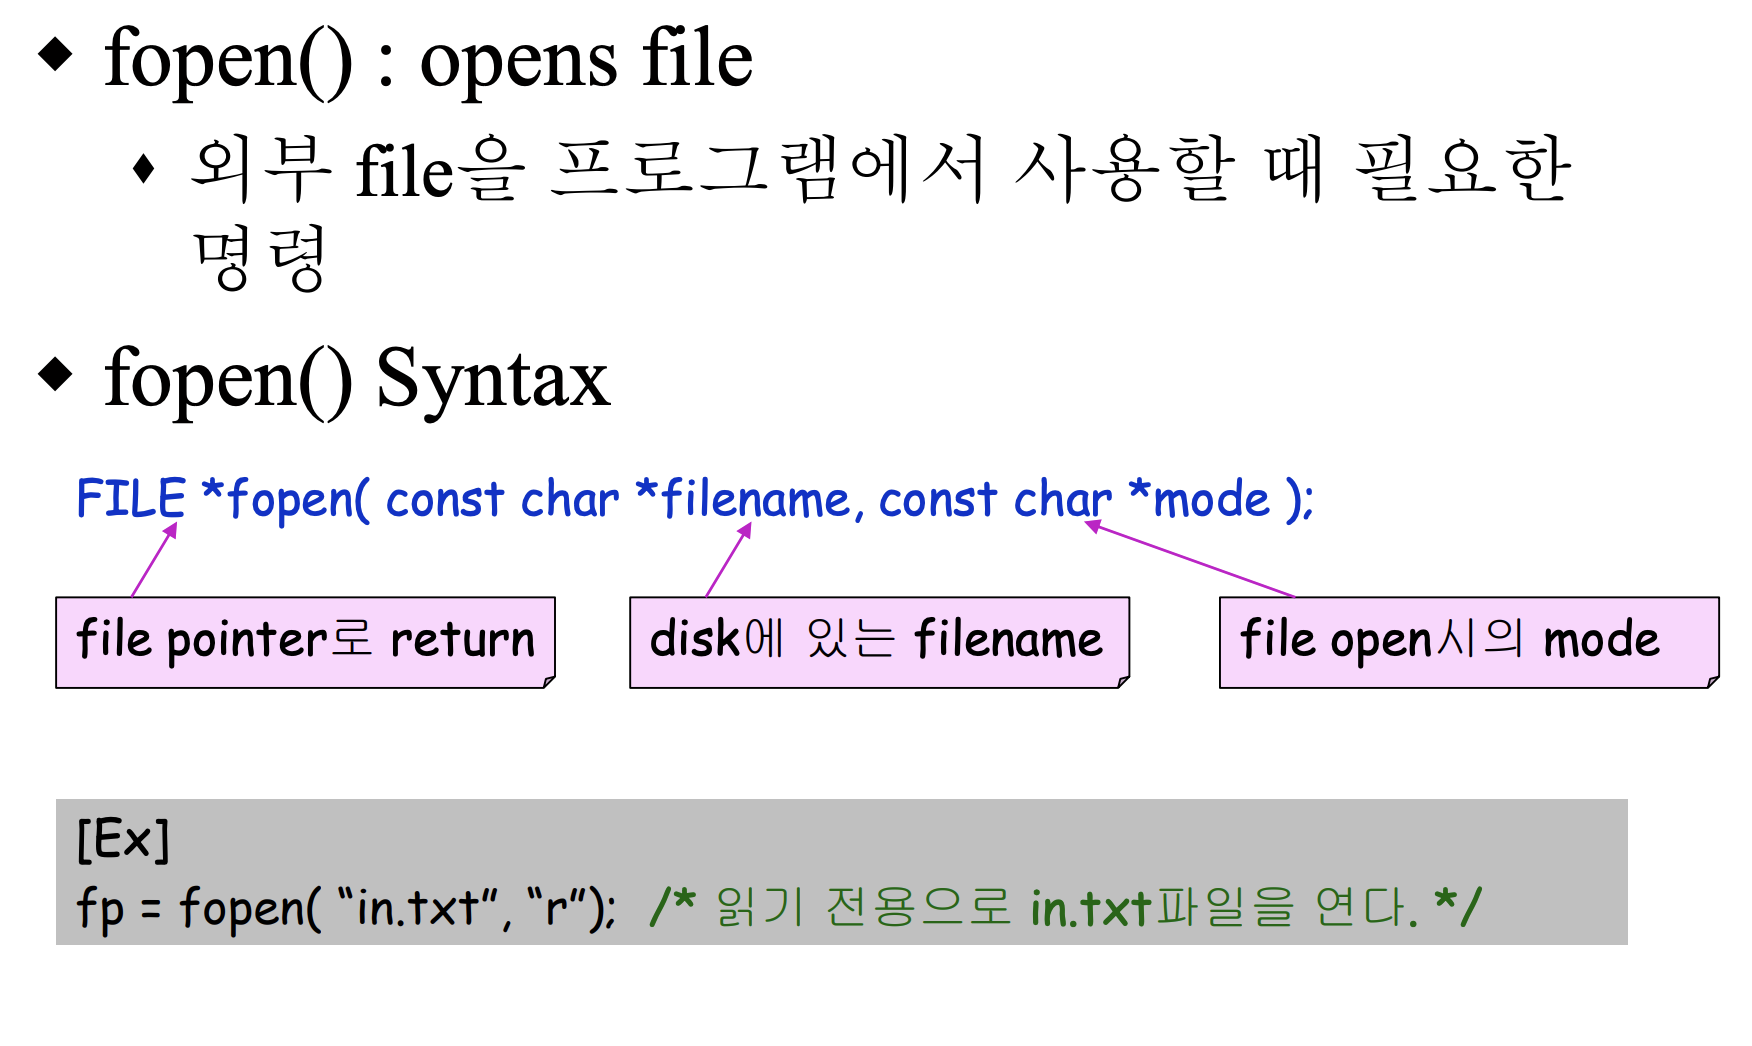 fopen() : opens file
외부 file을 프로그램에서 사용할 때 필요한
명령
fopen() Syntax
FILE *fopen( const char *filename, const char *mode );
file pointer로 return
disk에 있는 filename
file open시의 mode
[Ex]
fp = fopen( “in.txt”, “r”); /* 읽기 전용으로 in.txt파일을 연다. */